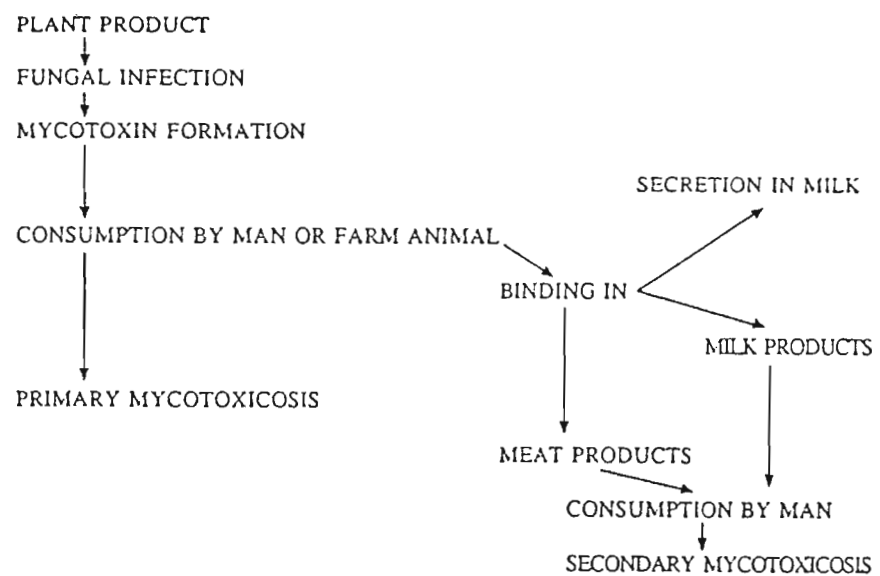 PLANT PRODUCT
FUNGAL INFECTION
MYCOTOXIN FORMATION
SECRETION IN MILK
CONSUMPTION BY MAN OR FARM ANIMAL
BINDING IN
MILK PRODUCTS
PRIMARY MYCOTOXICOSIS
MEAT PRODUCTS
CONSUMPTION BY MAN
SECONDARY MYCOTOXICOSIS